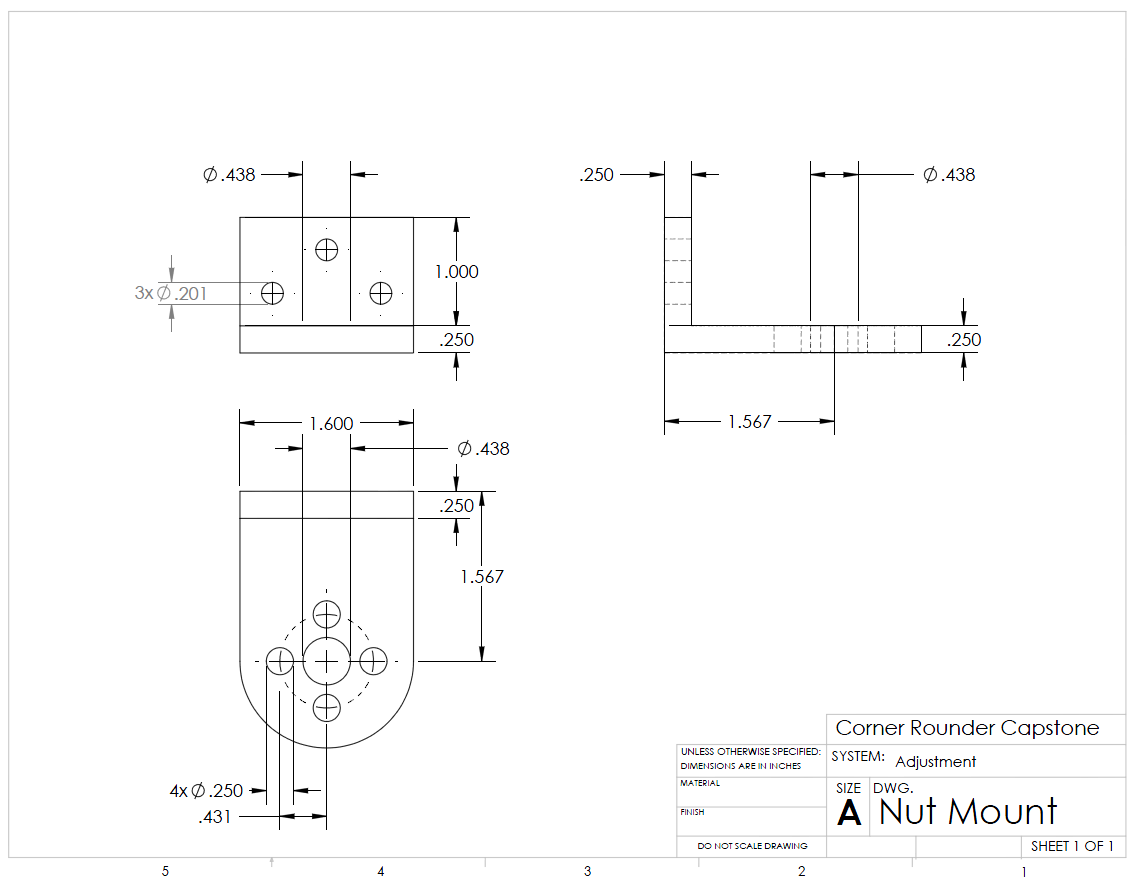 ⌀.438
.250
⌀.438
1.000
3x⌀.201
.250
.250
1.567
1.600
⌀.438
.250
1.567
4x⌀.250
.431
Corner Rounder Capstone
UNLESS OTHERWISE SPECIFIED:
DIMENSIONS ARE IN INCHES
SYSTEM: Adjustment
MATERIAL
SIZE
A
DWG.
Nut Mount
FINISH
DO NOT SCALE DRAWING
SHEET 1 OF 1
5
4
3
2
1